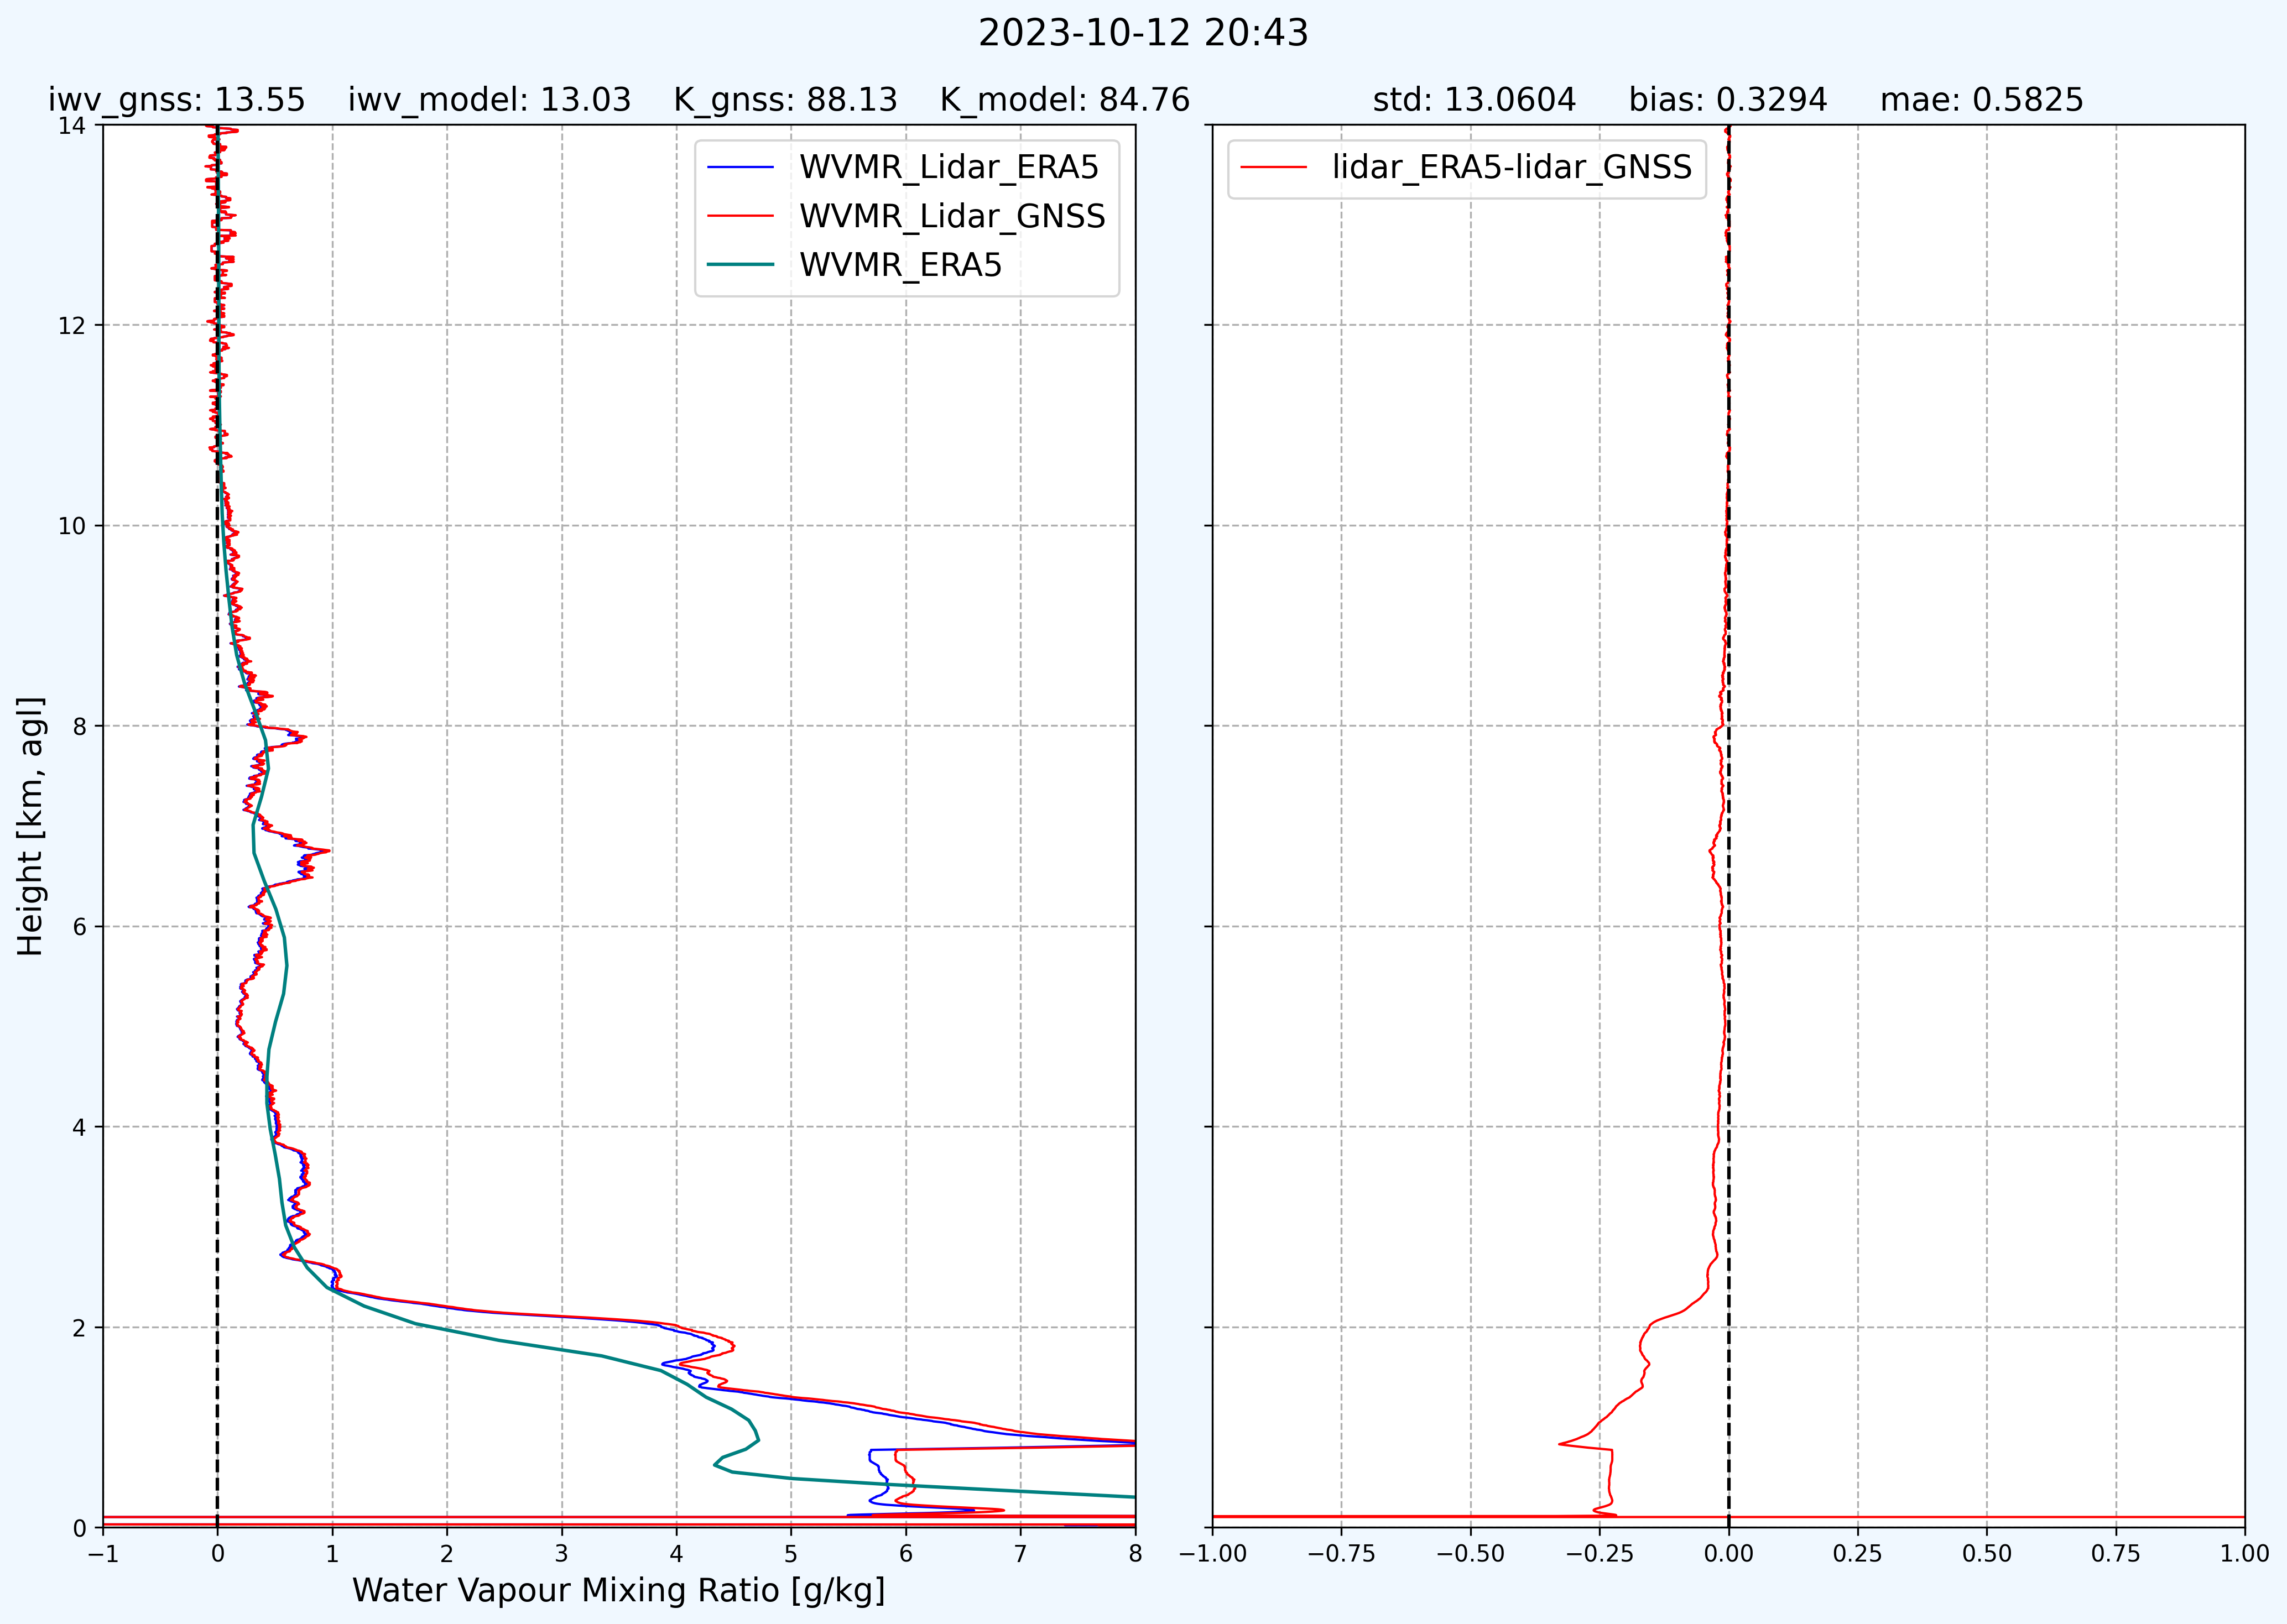 2023-10-12 20:43
iwv_gnss: 13.55 iwv_model: 13.03 K_gnss: 88.13 K_model: 84.76
std: 13.0604 bias: 0.3294 mae: 0.5825
WVMR_Lidar_ERA5
WVMR_Lidar_GNSS
WVMR_ERA5
lidar_ERA5-lidar_GNSS
14
12
10
8
6
4
2
0
Height [km, agl]
−1 0 1 2 3 4 5 6 7 8
Water Vapour Mixing Ratio [g/kg]
−1.00 −0.75 −0.50 −0.25 0.00 0.25 0.50 0.75 1.00